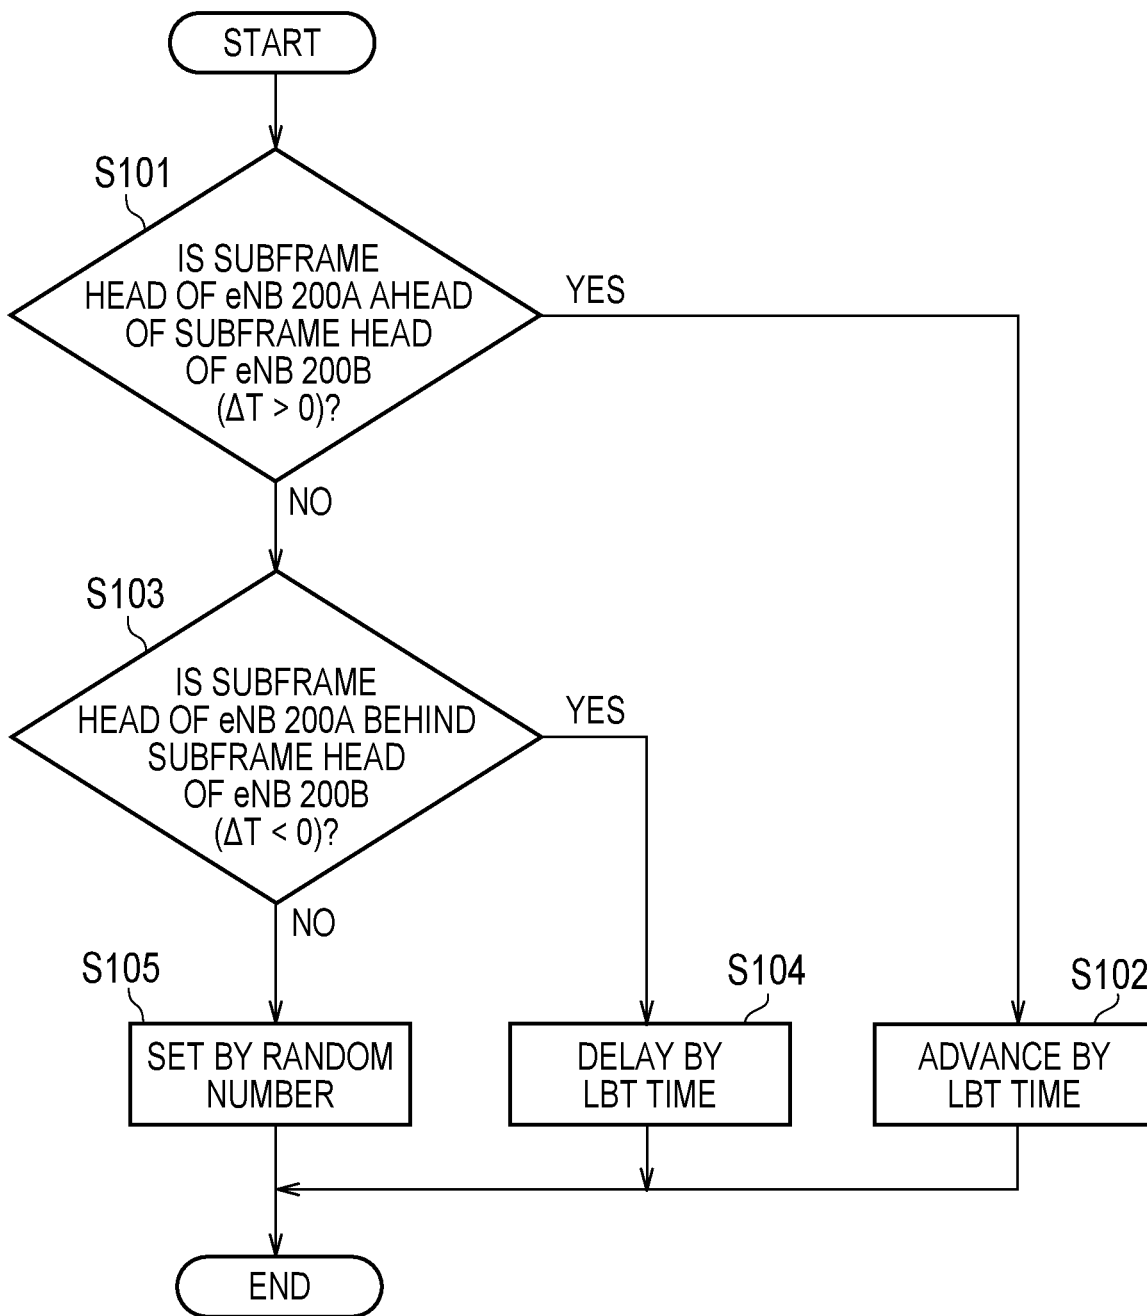 START
S101
IS SUBFRAME
HEAD OF eNB 200A AHEAD
OF SUBFRAME HEAD
OF eNB 200B
(ΔT > 0)?
YES
NO
S103
IS SUBFRAME
HEAD OF eNB 200A BEHIND
SUBFRAME HEAD
OF eNB 200B
(ΔT < 0)?
YES
NO
S105
SET BY RANDOM
NUMBER
S104
DELAY BY
LBT TIME
S102
ADVANCE BY
LBT TIME
END